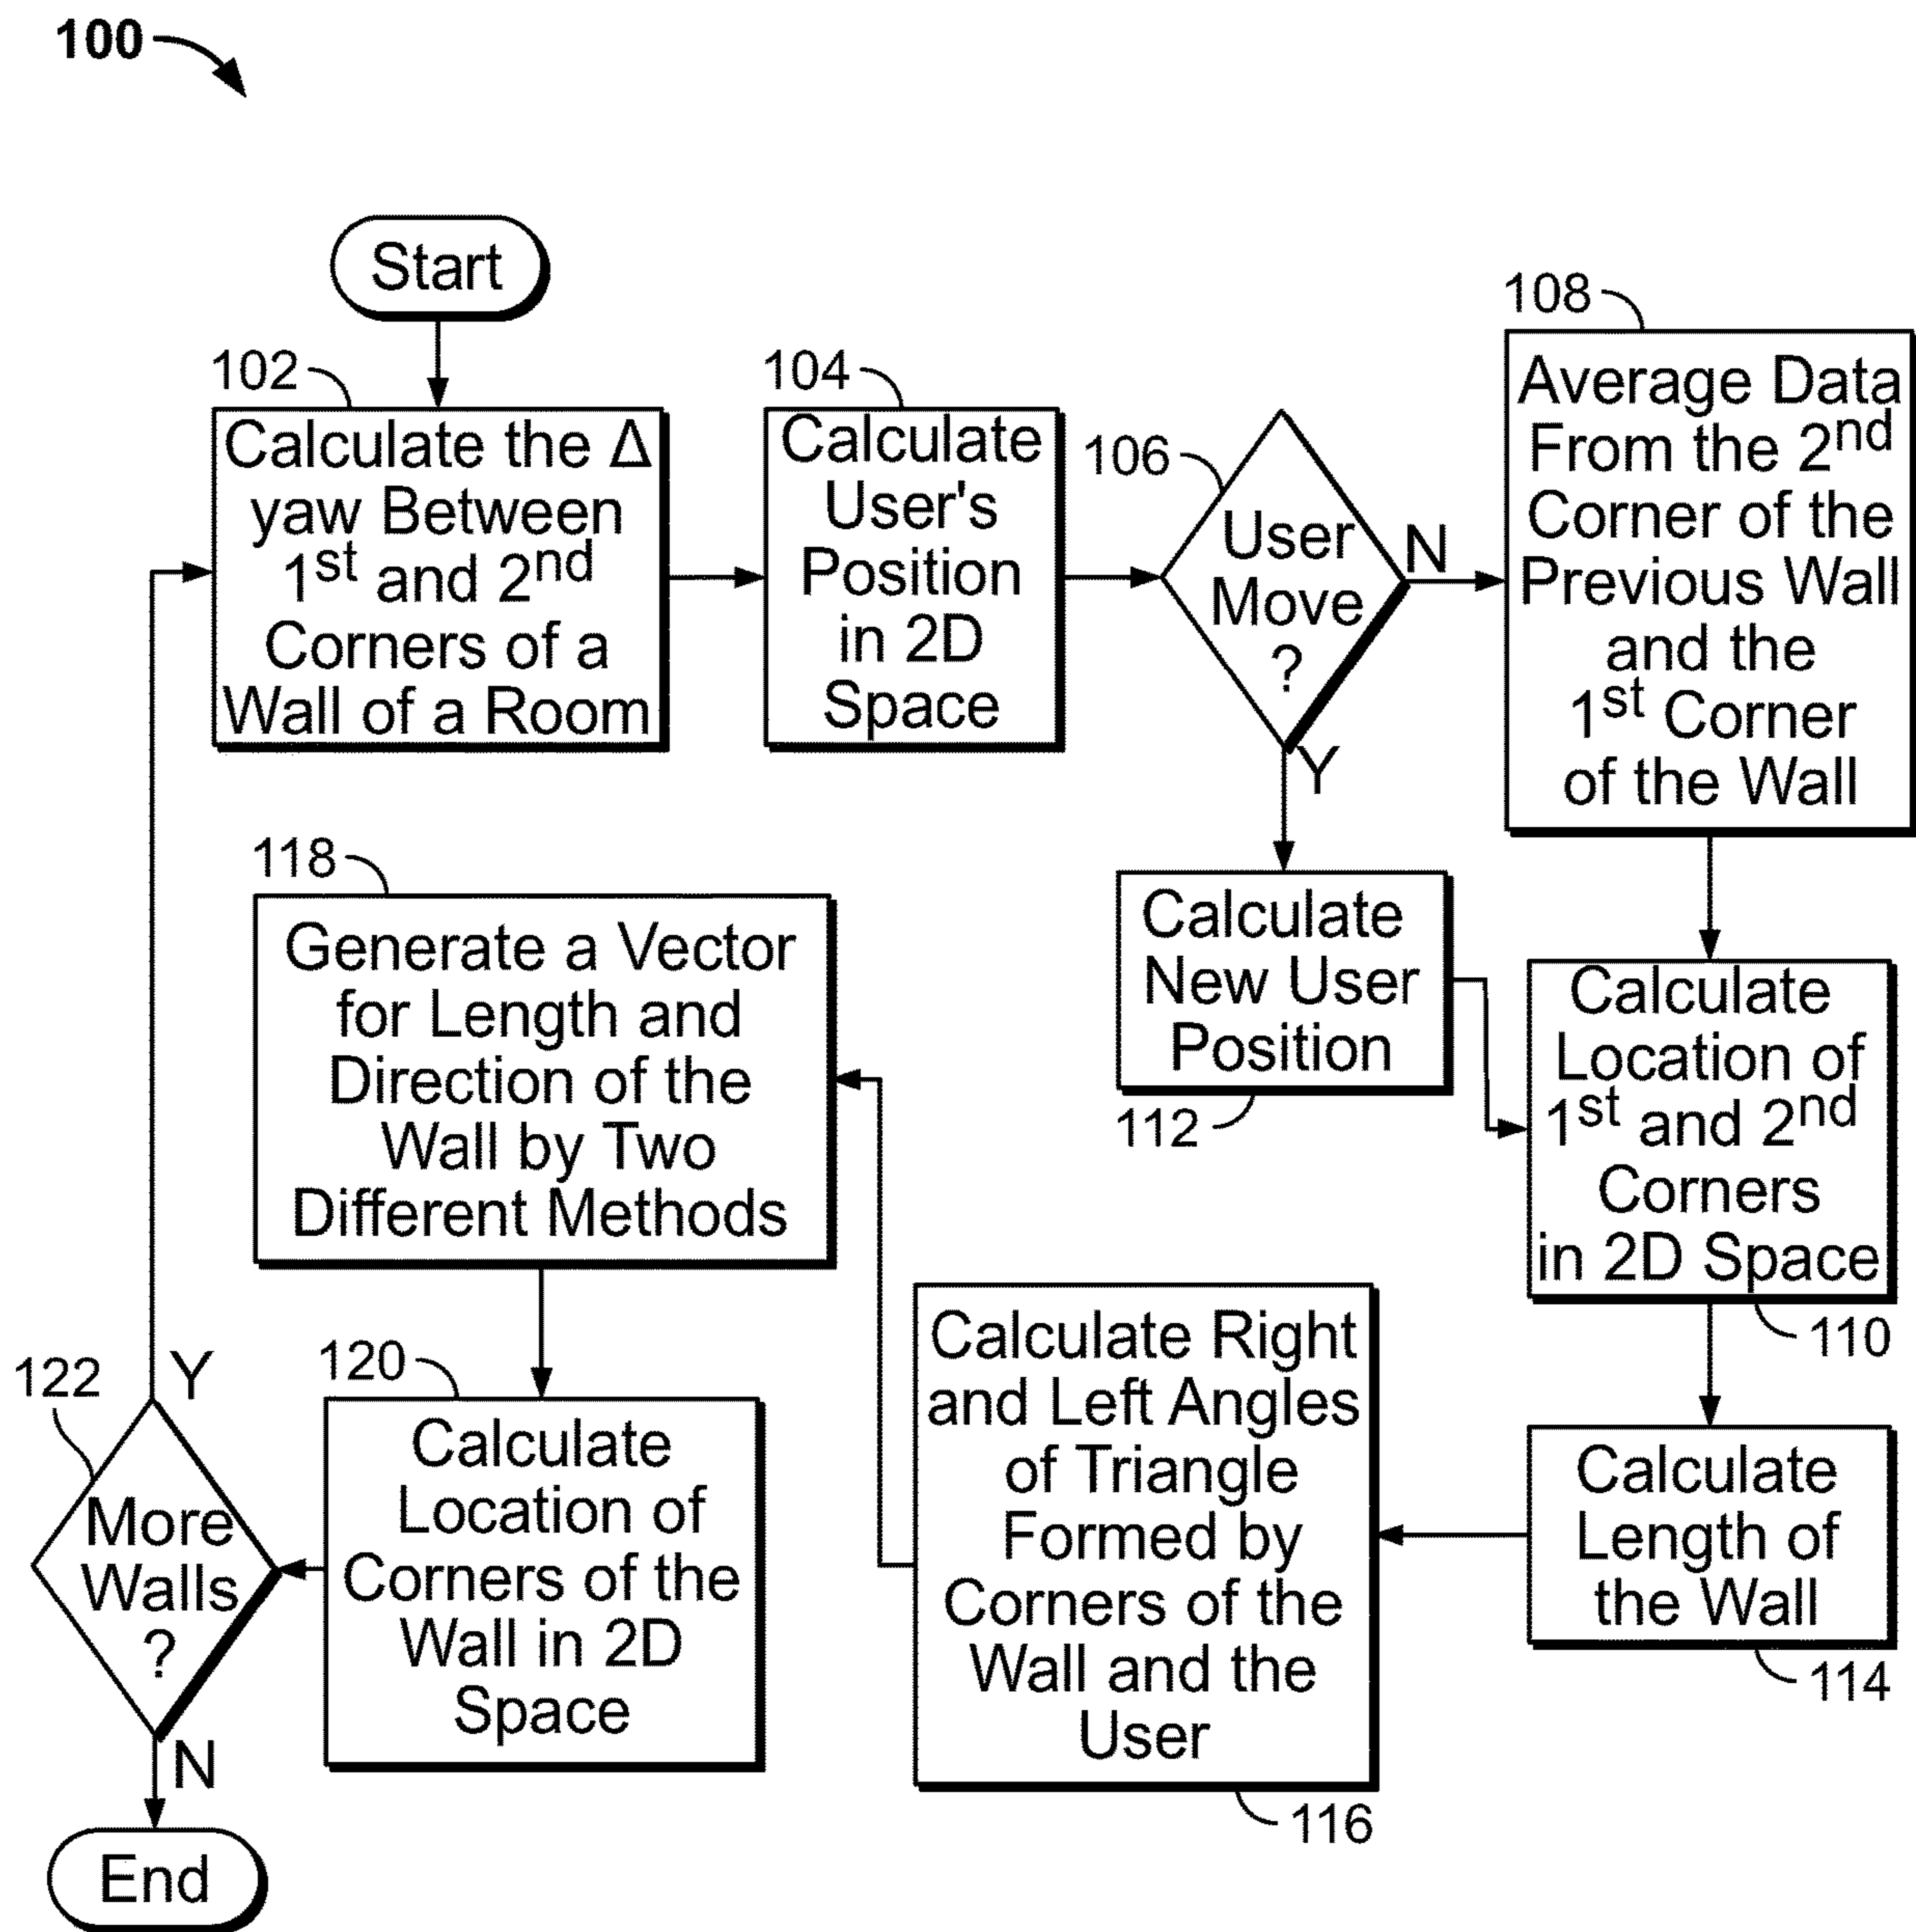 100
Start
102
Calculate the Δ
yaw Between
1st and 2nd
Corners of a
Wall of a Room
104
Calculate
User's
Position
in 2D
Space
106
User
Move
?
N
Y
108
Average Data
From the 2nd
Corner of the
Previous Wall
and the
1st Corner
of the Wall
112
Calculate
New User
Position
Calculate
Location of
1st and 2nd
Corners
in 2D Space
110
Calculate
Length of
the Wall
114
Calculate Right
and Left Angles
of Triangle
Formed by
Corners of the
Wall and the
User
116
118
Generate a Vector
for Length and
Direction of the
Wall by Two
Different Methods
120
Calculate
Location of
Corners of the
Wall in 2D
Space
122
Y
More
Walls
?
N
End